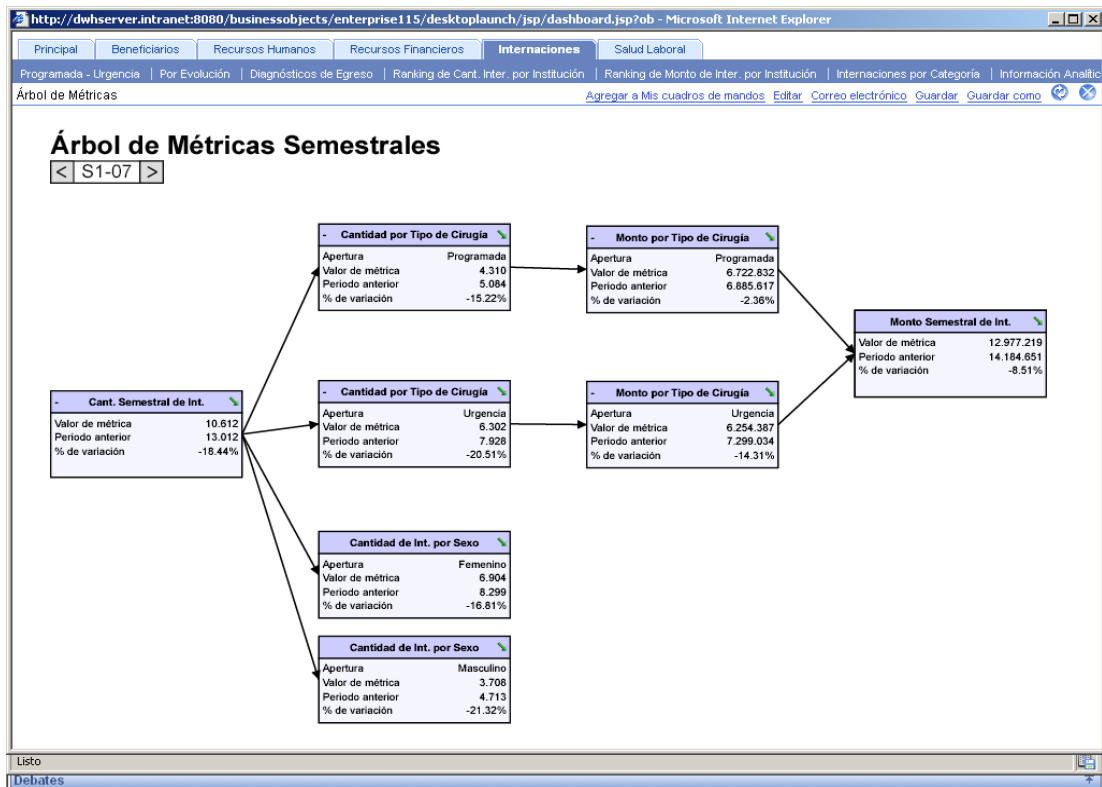 http://dwhserver.intranet:8080/businessobjects/enterprise115/desktoplaunch/jsp/dashboard.jsp?ob - Microsoft Internet Explorer
Principal Beneficiarios Recursos Humanos Recursos Financieros Internaciones Salud Laboral
Programada - Urgencia | Por Evolución | Diagnósticos de Egreso | Ranking de Cant. Inter. por Institución | Ranking de Monto de Inter. por Institución | Internaciones por Categoría | Información Analític
Árbol de Métricas Agregar a Mis cuadros de mandos Editar Correo electrónico Guardar Guardar como
Árbol de Métricas Semestrales
< S1-07 >
- Cant. Semestral de Int.
Valor de métrica 10.612
Periodo anterior 13.012
% de variación -18.44%
- Cantidad por Tipo de Cirugía
Apertura Programada
Valor de métrica 4.310
Periodo anterior 5.084
% de variación -15.22%
- Monto por Tipo de Cirugía
Apertura Programada
Valor de métrica 6.722.832
Periodo anterior 6.885.617
% de variación -2.36%
Monto Semestral de Int.
Valor de métrica 12.977.219
Periodo anterior 14.184.651
% de variación -8.51%
- Cantidad por Tipo de Cirugía
Apertura Urgencia
Valor de métrica 6.302
Periodo anterior 7.928
% de variación -20.51%
- Monto por Tipo de Cirugía
Apertura Urgencia
Valor de métrica 6.254.387
Periodo anterior 7.299.034
% de variación -14.31%
Cantidad de Int. por Sexo
Apertura Femenino
Valor de métrica 6.904
Periodo anterior 8.299
% de variación -16.81%
Cantidad de Int. por Sexo
Apertura Masculino
Valor de métrica 3.708
Periodo anterior 4.713
% de variación -21.32%
Listo
Debates